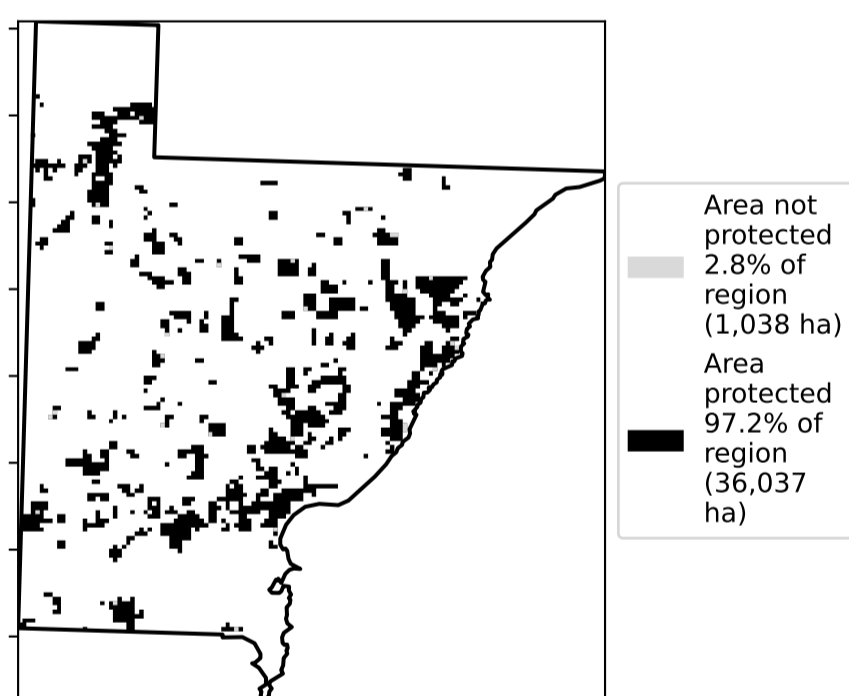 Area not
protected
2.8% of
region
(1,038 ha)
Area
protected
97.2% of
region
(36,037
ha)